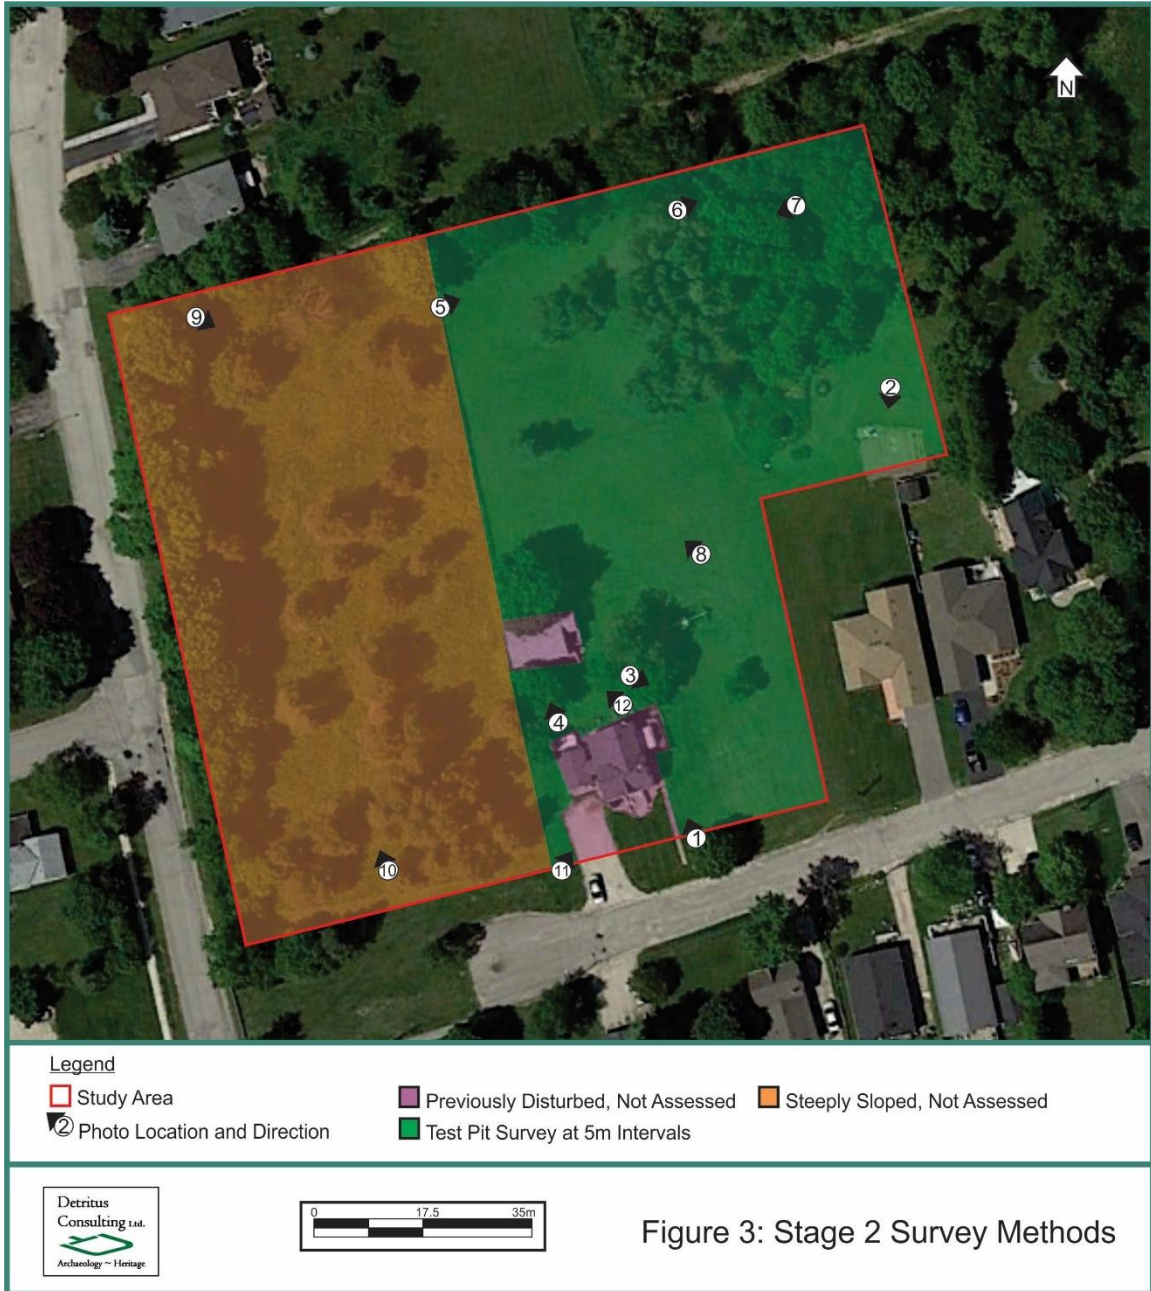 N
6
7
5
9
2
8
3
12
4
1
10
11
Legend
Study Area
2 Photo Location and Direction
Previously Disturbed, Not Assessed
Test Pit Survey at 5m Intervals
Steeply Sloped, Not Assessed
Detritus
Consulting Ltd.
Archaeology ~ Heritage
0 17.5 35m
Figure 3: Stage 2 Survey Methods